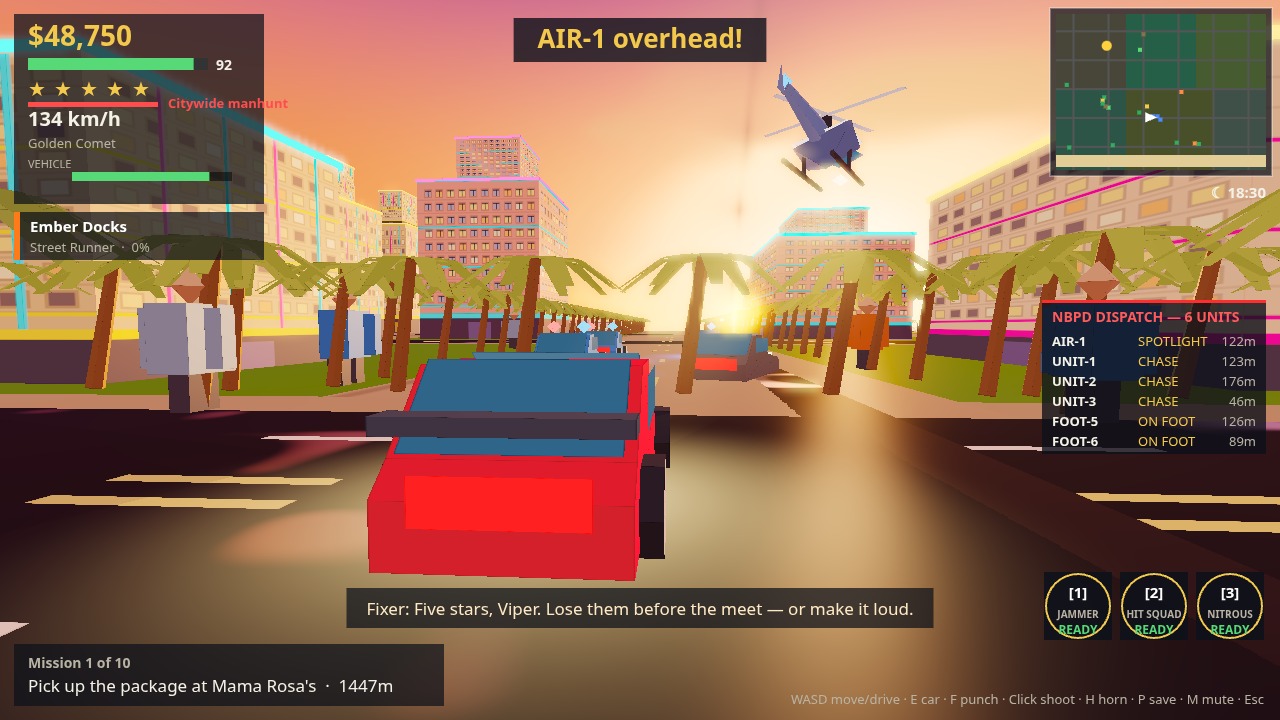 $48,750
92
★ ★ ★ ★ ★
Citywide manhunt
134 km/h
Golden Comet
VEHICLE
Ember Docks
Street Runner · 0%
AIR-1 overhead!
☾ 18:30
NBPD DISPATCH — 6 UNITS
AIR-1 SPOTLIGHT 122m
UNIT-1 CHASE 123m
UNIT-2 CHASE 176m
UNIT-3 CHASE 46m
FOOT-5 ON FOOT 126m
FOOT-6 ON FOOT 89m
[1] [2] [3]
JAMMER HIT SQUAD NITROUS
READY READY READY
Fixer: Five stars, Viper. Lose them before the meet — or make it loud.
Mission 1 of 10
Pick up the package at Mama Rosa's · 1447m
WASD move/drive · E car · F punch · Click shoot · H horn · P save · M mute · Esc